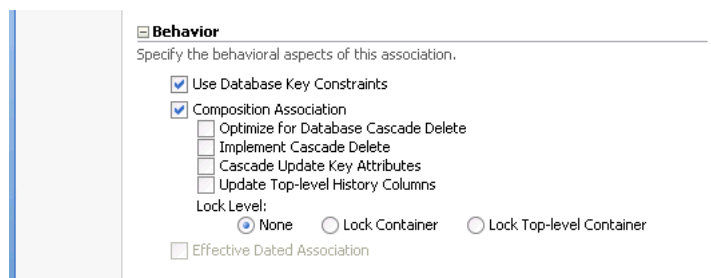 Behavior
Specify the behavioral aspects of this association.
Use Database Key Constraints
Composition Association
Optimize for Database Cascade Delete
Implement Cascade Delete
Cascade Update Key Attributes
Update Top-level History Columns
Lock Level:
None Lock Container Lock Top-level Container
Effective Dated Association